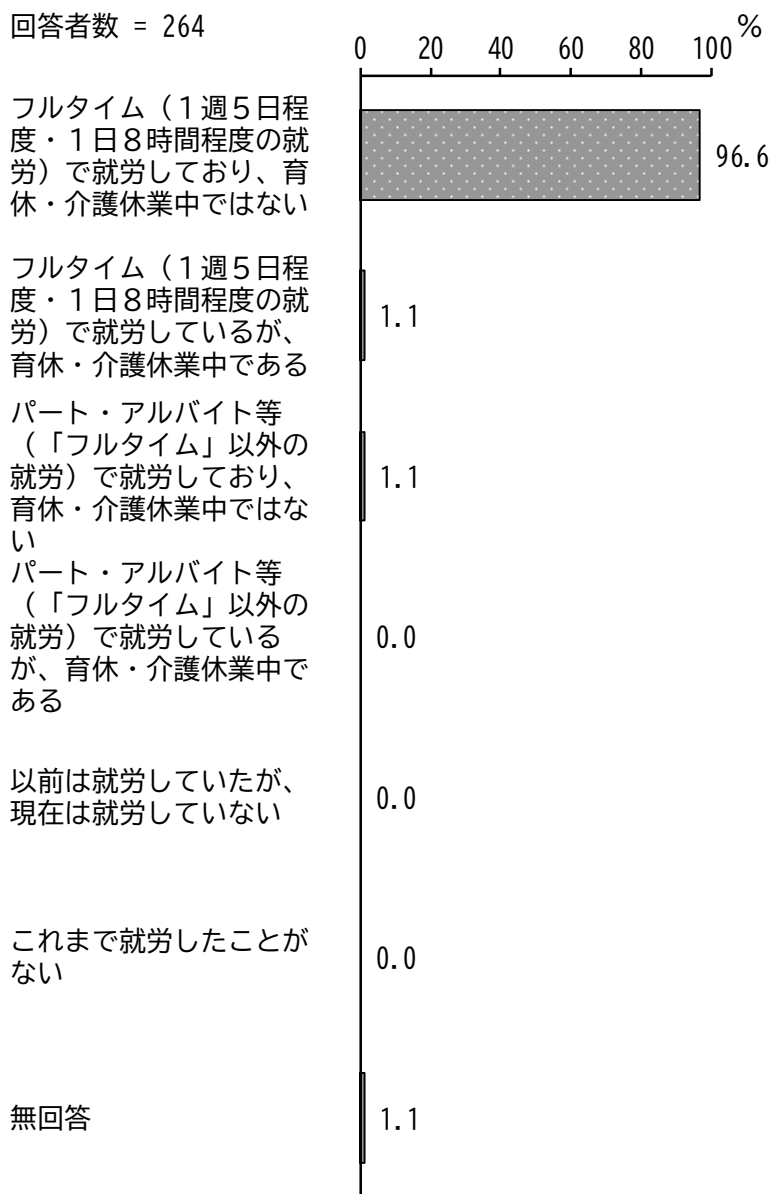 回答者数 = 264
%
0 20 40 60 80 100
フルタイム（１週５日程
度・１日８時間程度の就
労）で就労しており、育
休・介護休業中ではない
96.6
フルタイム（１週５日程
度・１日８時間程度の就
労）で就労しているが、
育休・介護休業中である
1.1
パート・アルバイト等
（「フルタイム」以外の
就労）で就労しており、
育休・介護休業中ではな
い
1.1
パート・アルバイト等
（「フルタイム」以外の
就労）で就労している
が、育休・介護休業中で
ある
0.0
以前は就労していたが、
現在は就労していない
0.0
これまで就労したことが
ない
0.0
無回答
1.1